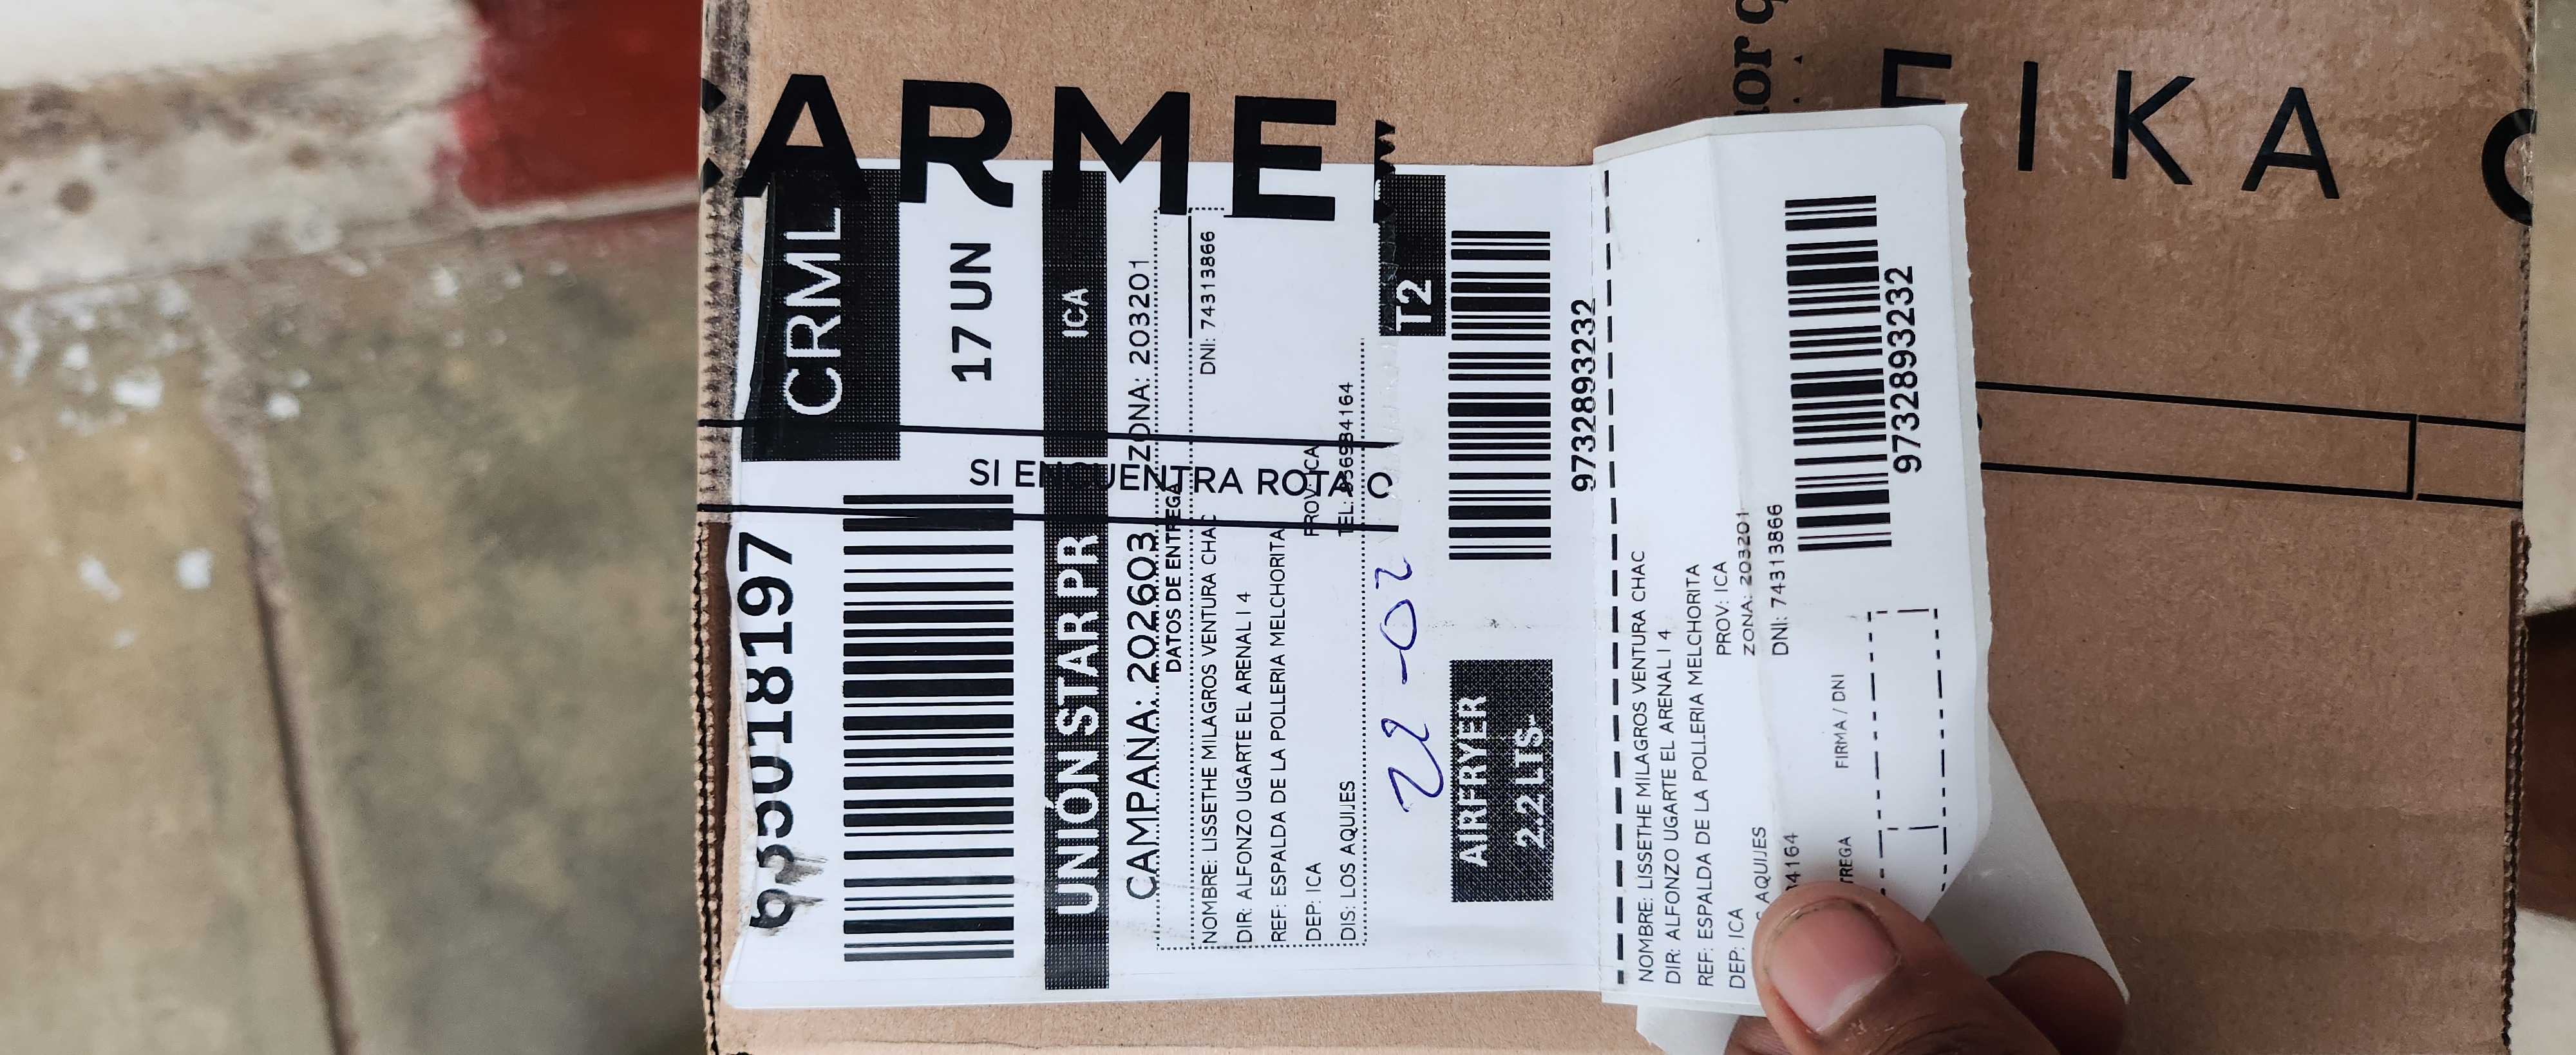 CARMEL
CRML
17 UN
UNIÓN STAR PR
ICA
CAMPAÑA: 202603
ZONA: 203201
SI ENCUENTRA ROTA O
DATOS DE ENTREGA
NOMBRE: LISSETHE MILAGROS VENTURA CHAC
DNI: 74313866
DIR: ALFONZO UGARTE EL ARENAL I 4
REF: ESPALDA DE LA POLLERIA MELCHORITA
DEP: ICA
PROV: ICA
DIS: LOS AQUIJES
T2
AIRFRYER
2.2 LTS-
9732893232
NOMBRE: LISSETHE MILAGROS VENTURA CHAC
DIR: ALFONZO UGARTE EL ARENAL I 4
REF: ESPALDA DE LA POLLERIA MELCHORITA
DEP: ICA
PROV: ICA
S AQUIJES
ZONA: 203201
04164
DNI: 74313866
TREGA
FIRMA / DNI
9732893232
EIKA